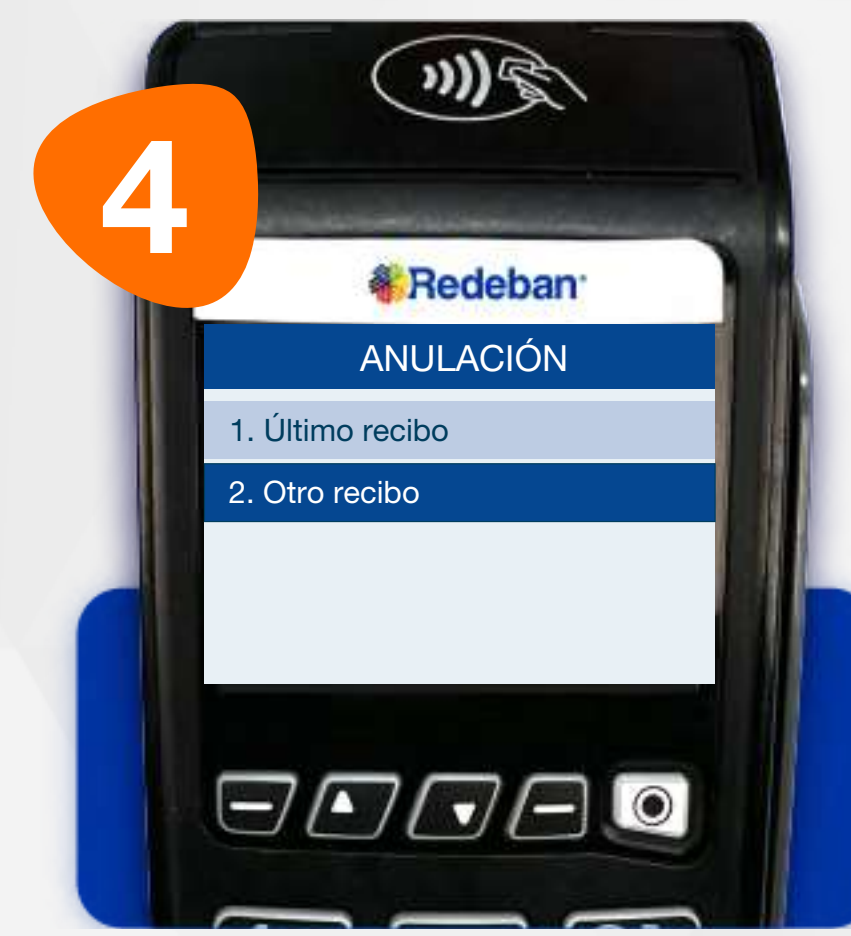 4
Redeban
ANULACIÓN
1. Último recibo
2. Otro recibo